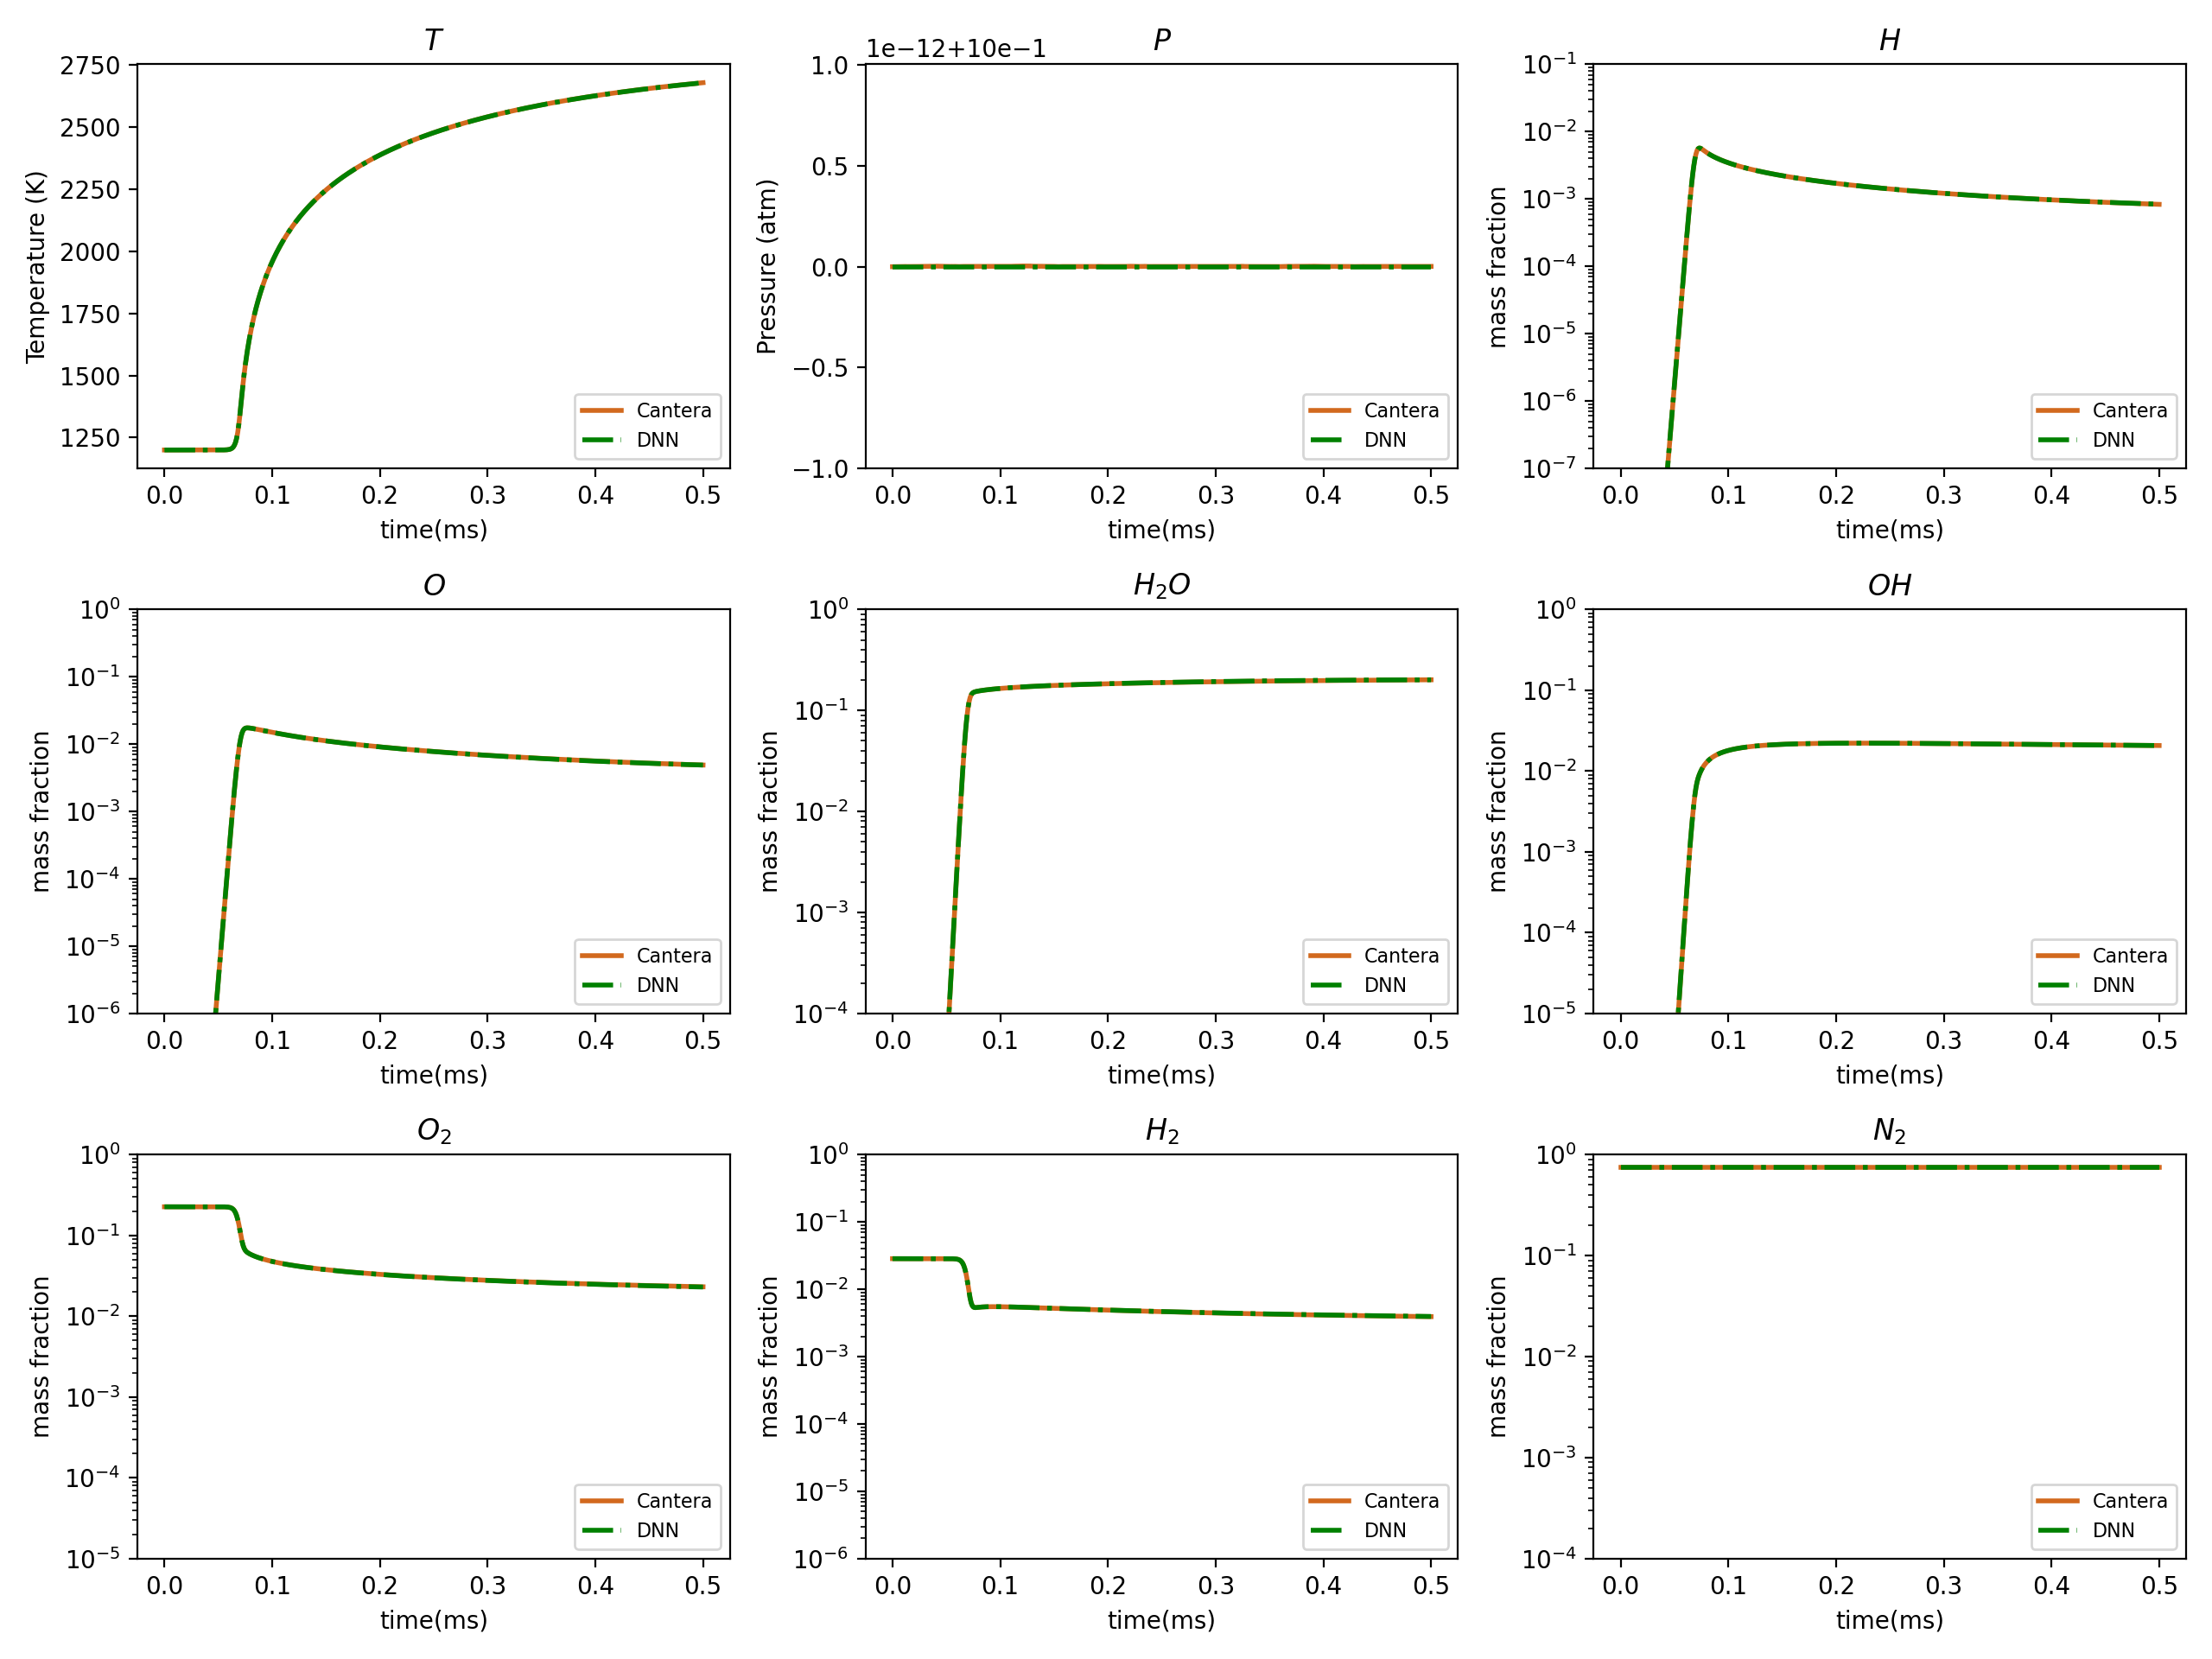 T
2750
2500
2250
2000
1750
1500
1250
Temperature (K)
Cantera
DNN
0.0 0.1 0.2 0.3 0.4 0.5
time(ms)
1e−12+10e−1
P
1.0
0.5
0.0
−0.5
−1.0
Pressure (atm)
Cantera
DNN
0.0 0.1 0.2 0.3 0.4 0.5
time(ms)
H
10⁻¹
10⁻²
10⁻³
10⁻⁴
10⁻⁵
10⁻⁶
10⁻⁷
mass fraction
Cantera
DNN
0.0 0.1 0.2 0.3 0.4 0.5
time(ms)
O
10⁰
10⁻¹
10⁻²
10⁻³
10⁻⁴
10⁻⁵
10⁻⁶
mass fraction
Cantera
DNN
0.0 0.1 0.2 0.3 0.4 0.5
time(ms)
H₂O
10⁰
10⁻¹
10⁻²
10⁻³
10⁻⁴
mass fraction
Cantera
DNN
0.0 0.1 0.2 0.3 0.4 0.5
time(ms)
OH
10⁰
10⁻¹
10⁻²
10⁻³
10⁻⁴
10⁻⁵
mass fraction
Cantera
DNN
0.0 0.1 0.2 0.3 0.4 0.5
time(ms)
O₂
10⁰
10⁻¹
10⁻²
10⁻³
10⁻⁴
10⁻⁵
mass fraction
Cantera
DNN
0.0 0.1 0.2 0.3 0.4 0.5
time(ms)
H₂
10⁰
10⁻¹
10⁻²
10⁻³
10⁻⁴
10⁻⁵
10⁻⁶
mass fraction
Cantera
DNN
0.0 0.1 0.2 0.3 0.4 0.5
time(ms)
N₂
10⁰
10⁻¹
10⁻²
10⁻³
10⁻⁴
mass fraction
Cantera
DNN
0.0 0.1 0.2 0.3 0.4 0.5
time(ms)